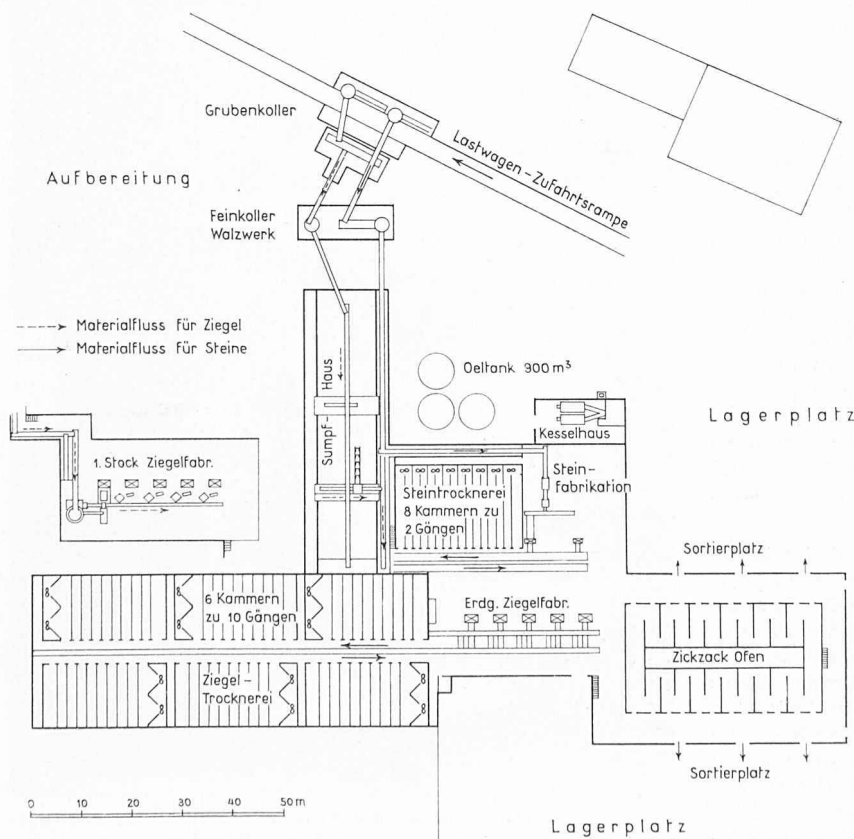 Grubenkoller
Lastwagen-Zufahrtsrampe
Aufbereitung
Feinkoller
Walzwerk
Materialfluss für Ziegel
Materialfluss für Steine
Sumpf-Haus
Oeltank 300 m³
Kesselhaus
Lagerplatz
1. Stock Ziegelfabr.
Steintrocknerei
8 Kammern zu
2 Gängen
Stein-
fabrikation
Sortierplatz
6 Kammern
zu 10 Gängen
Erdg. Ziegelfabr.
Zickzack Ofen
Ziegel-
Trocknerei
Sortierplatz
0 10 20 30 40 50 m
Lagerplatz